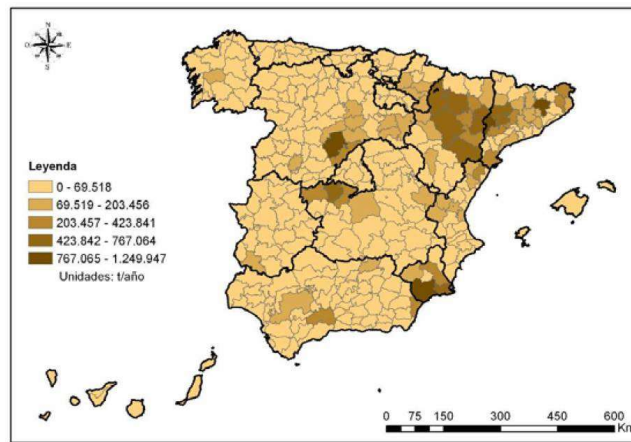 N
O E
S
Leyenda
0 - 69.518
69.519 - 203.456
203.457 - 423.841
423.842 - 767.064
767.065 - 1.249.947
Unidades: t/año
0 75 150 300 450 600
Km